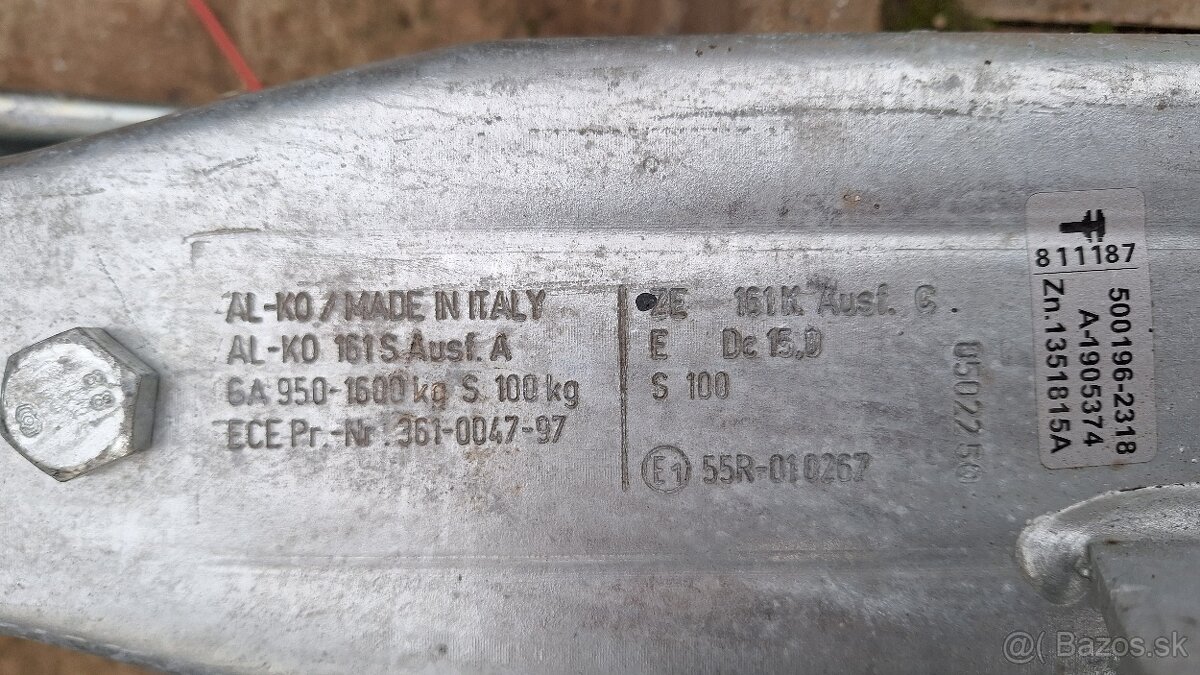 AL-KO / MADE IN ITALY
AL-KO 161 S Ausf. A
GA 950-1600 kg S. 100 kg
ECE Pr.-Nr. 361-0047-97
ZE 161 K. Ausf. C
E Dc 15,0
S 100
E1 55R-01 0267
811187
500196-2318
A-1905374
Zn.1351815A
@( Bazos.sk